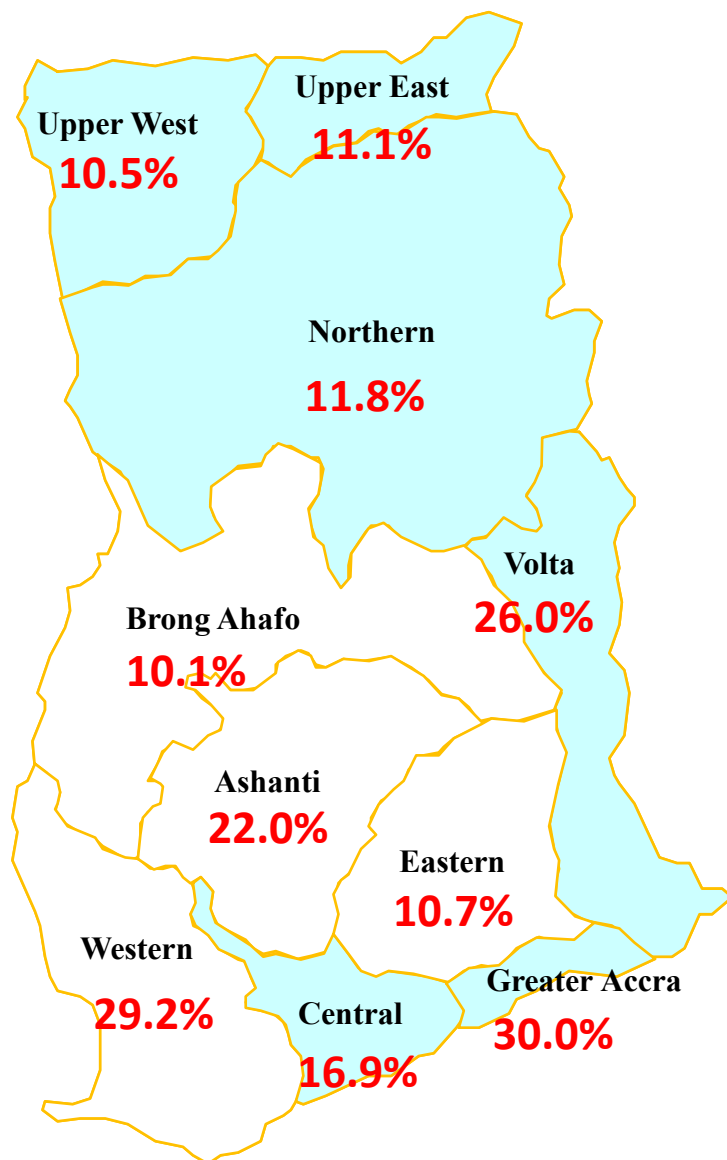 Upper East
11.1%
Upper West
10.5%
Northern
11.8%
Volta
26.0%
Brong Ahafo
10.1%
Ashanti
22.0%
Eastern
10.7%
Western
29.2%
Greater Accra
30.0%
Central
16.9%